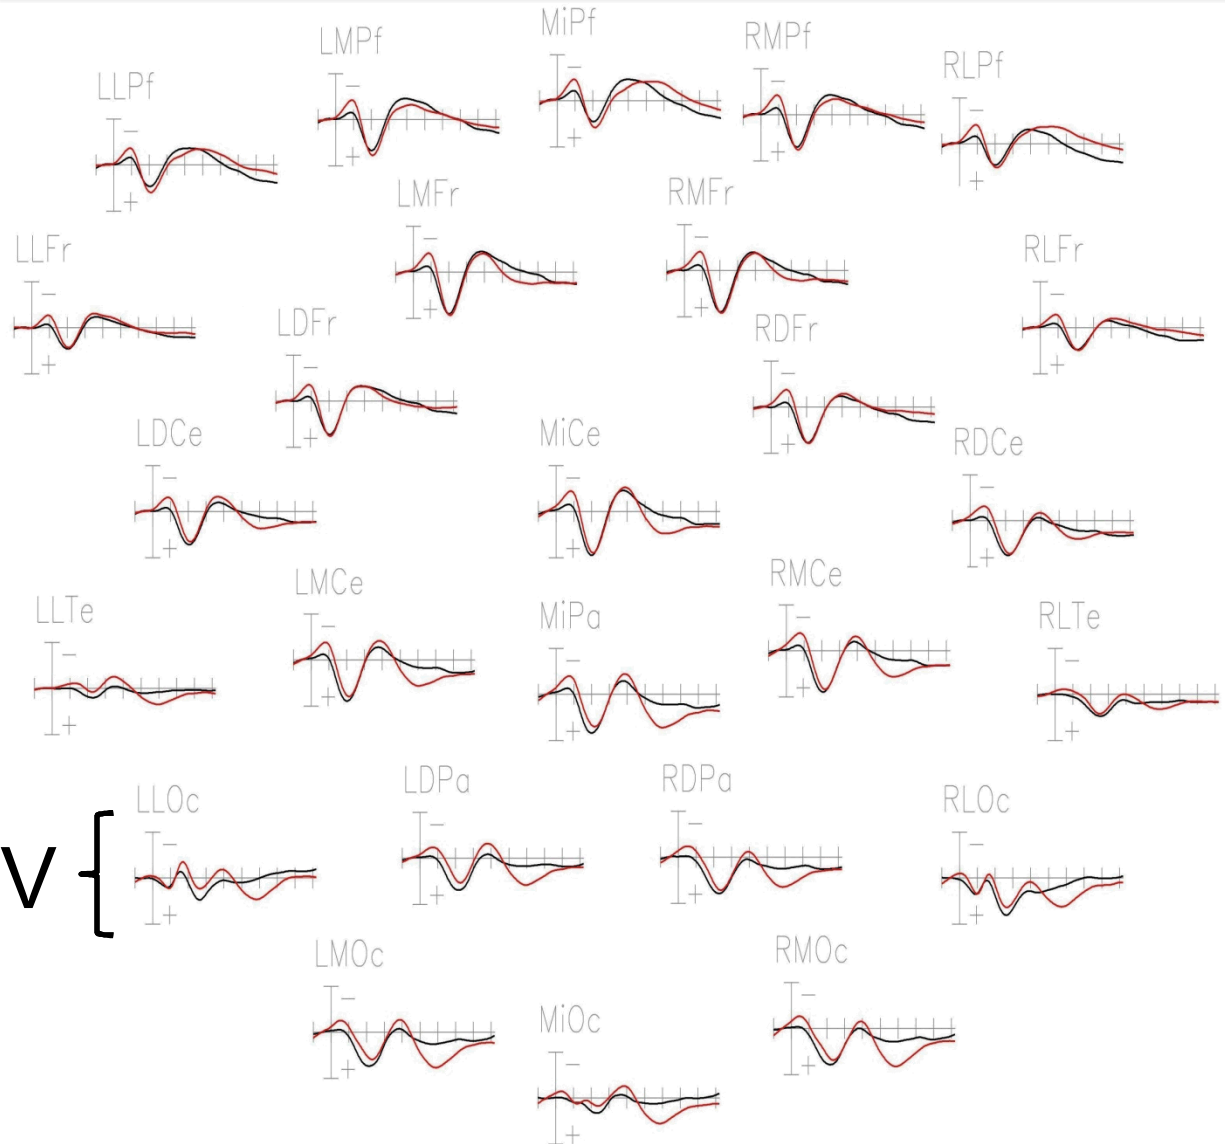 MiPf
LMPf
RMPf
RLPf
LLPf
− + − + − + − + − +
LMFr
RMFr
LLFr
RLFr
− + − + − + − +
LDFr
RDFr
− + − +
LDCe
MiCe
RDCe
− + − + − +
LMCe
RMCe
LLTe
MiPa
RLTe
− + − + − + − + − +
LDPa
RDPa
LLOc
RLOc
V {
− + − + − + − +
LMOc
RMOc
MiOc
− + − + − +